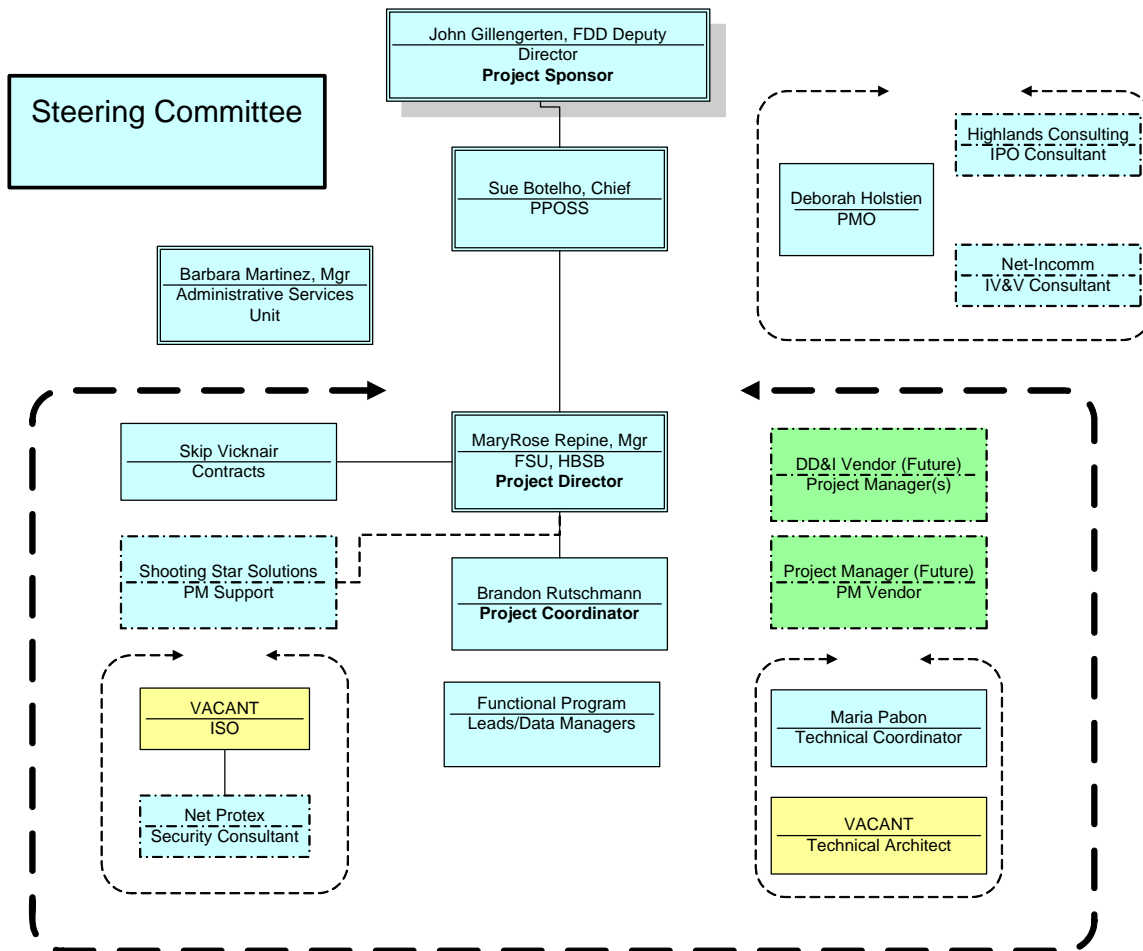 John Gillengerten, FDD Deputy
Director
Project Sponsor
Steering Committee
Highlands Consulting
IPO Consultant
Sue Botelho, Chief
PPOSS
Deborah Holstien
PMO
Barbara Martinez, Mgr
Administrative Services
Unit
Net-Incomm
IV&V Consultant
Skip Vicknair
Contracts
MaryRose Repine, Mgr
FSU, HBSB
Project Director
DD&I Vendor (Future)
Project Manager(s)
Shooting Star Solutions
PM Support
Brandon Rutschmann
Project Coordinator
Project Manager (Future)
PM Vendor
VACANT
ISO
Functional Program
Leads/Data Managers
Maria Pabon
Technical Coordinator
Net Protex
Security Consultant
VACANT
Technical Architect